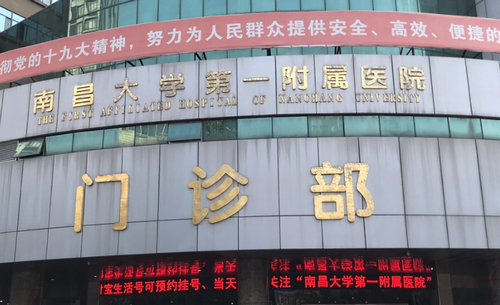 彻党的十九大精神，努力为人民群众提供安全、高效、便捷的
南昌大学第一附属医院
THE FIRST AFFILIATED HOSPITAL OF NANCHANG UNIVERSITY
门诊部
宝生活号可预约挂号、当天
关注“南昌大学第一附属医院”